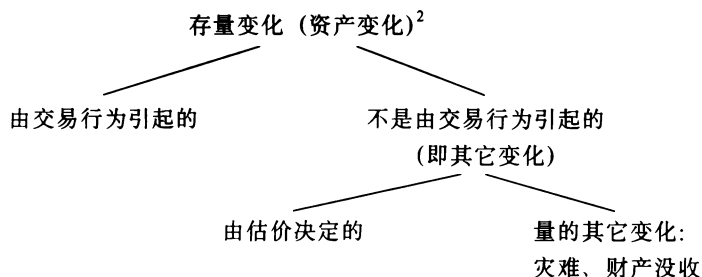 存量变化（资产变化）²
由交易行为引起的 不是由交易行为引起的
（即其它变化）
由估价决定的 量的其它变化：
灾难、财产没收